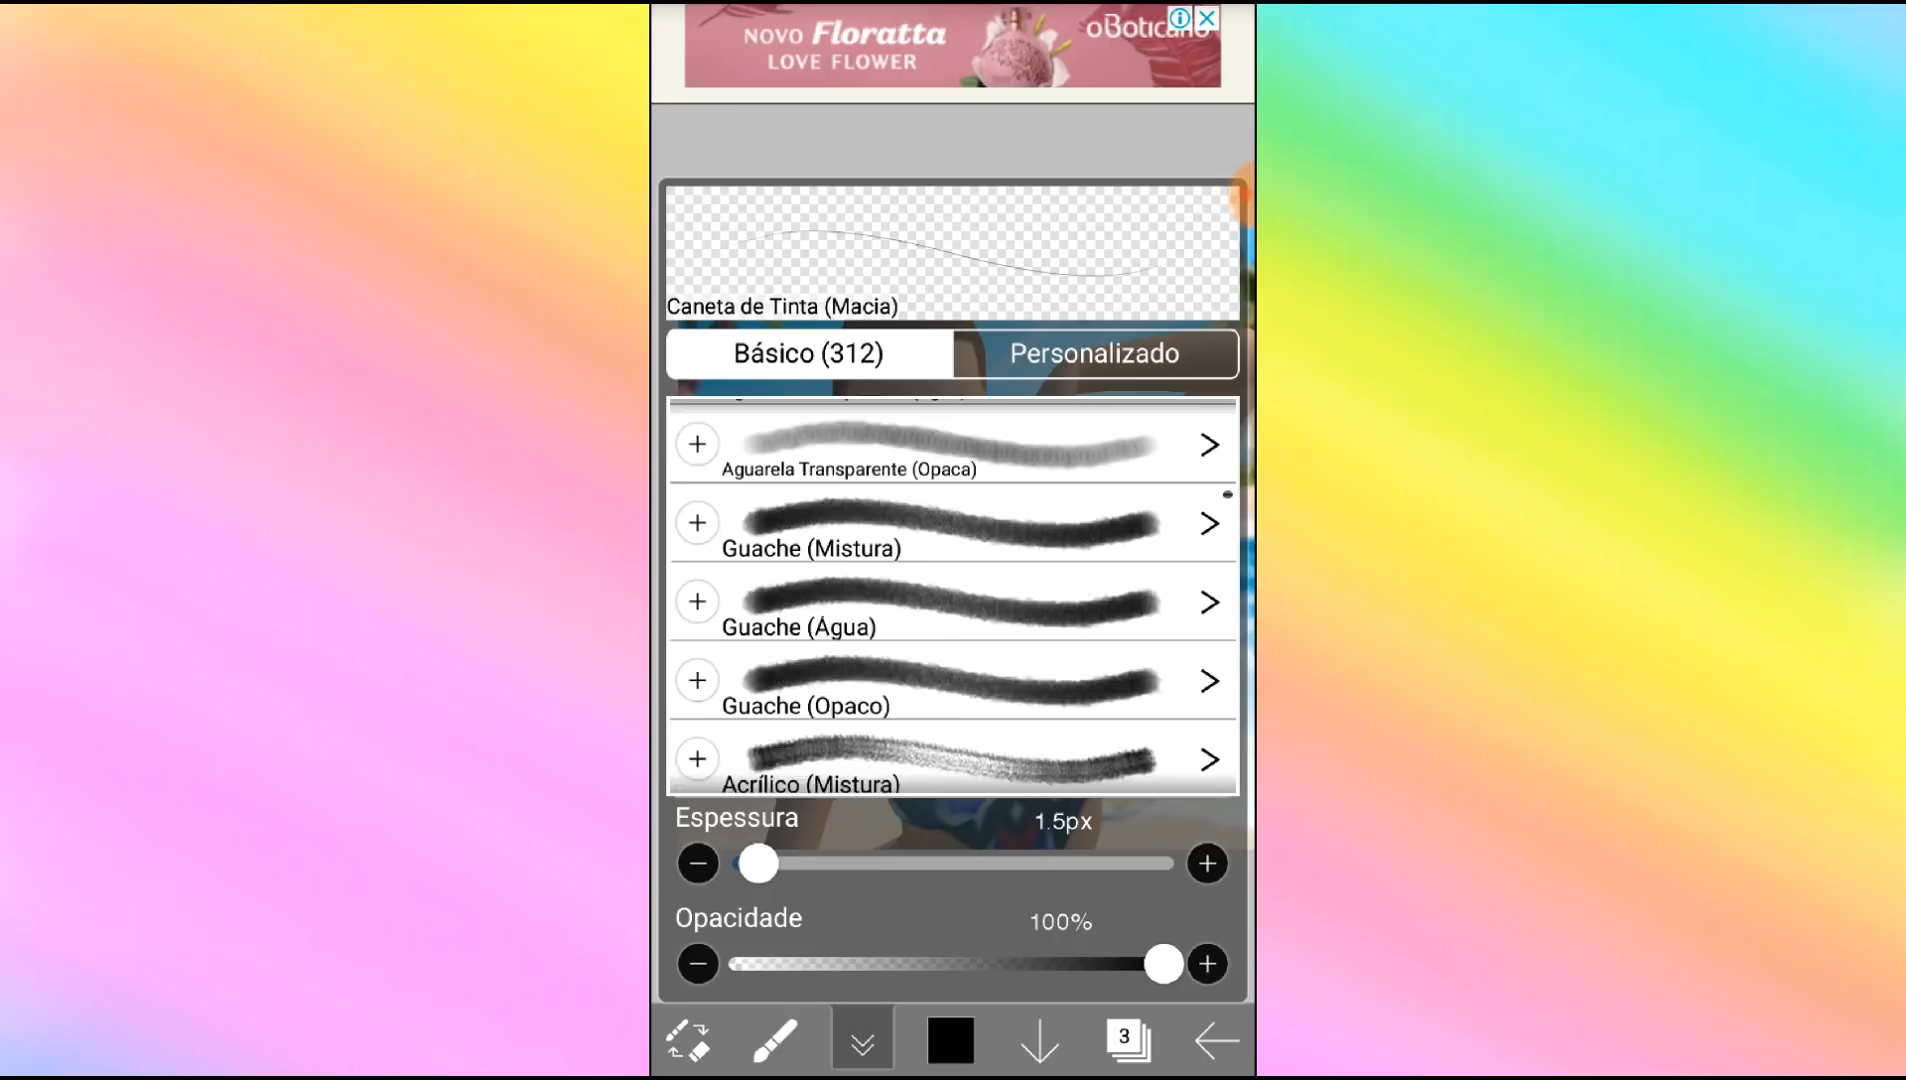 NOVO Floratta
LOVE FLOWER
oBoticário
Caneta de Tinta (Macia)
Básico (312)
Personalizado
Aguarela Transparente (Opaca)
Guache (Mistura)
Guache (Água)
Guache (Opaco)
Acrílico (Mistura)
Espessura
1.5px
Opacidade
100%
3